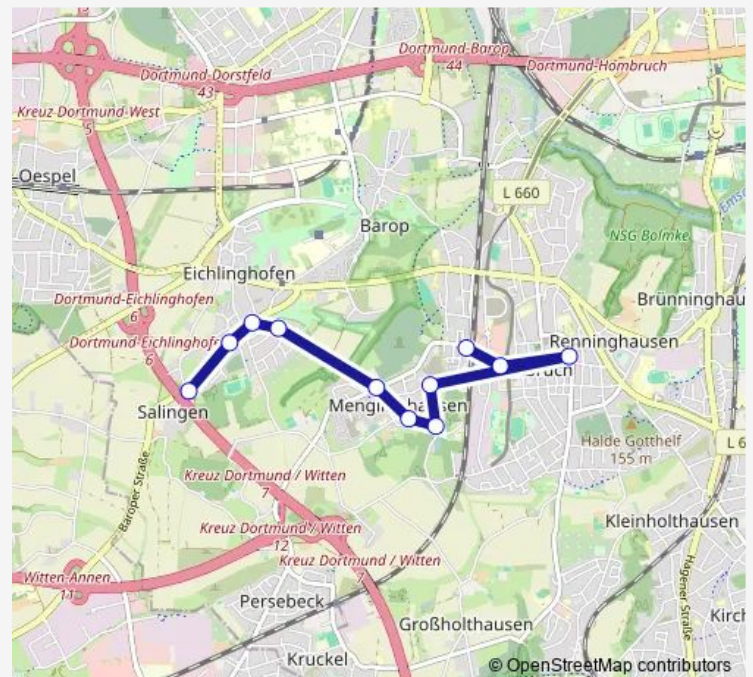 Dortmund-Barop
44
Dortmund-Dorstfeld
43
Dortmund-Hombruch
Kreuz Dortmund-West
5
Oespel
L 660
Barop
NSG Bolmke
Eichlinghofen
Dortmund-Eichlinghofen
6
Dortmund-Eichlinghofe
6
Brünninghau
Renninghausen
bruch
Salingen
Halde Gotthelf
155 m
L 6
Kreuz Dortmund / Witten
7
Baroper Straße
Kreuz Dortmund / Witten
12
Kreuz Dortmund / Witten
7
Kleinholthausen
Witten-Annen
11
Persebeck
Großholthausen
Hagener Straße
Kirch
Kruckel
© OpenStreetMap contributors